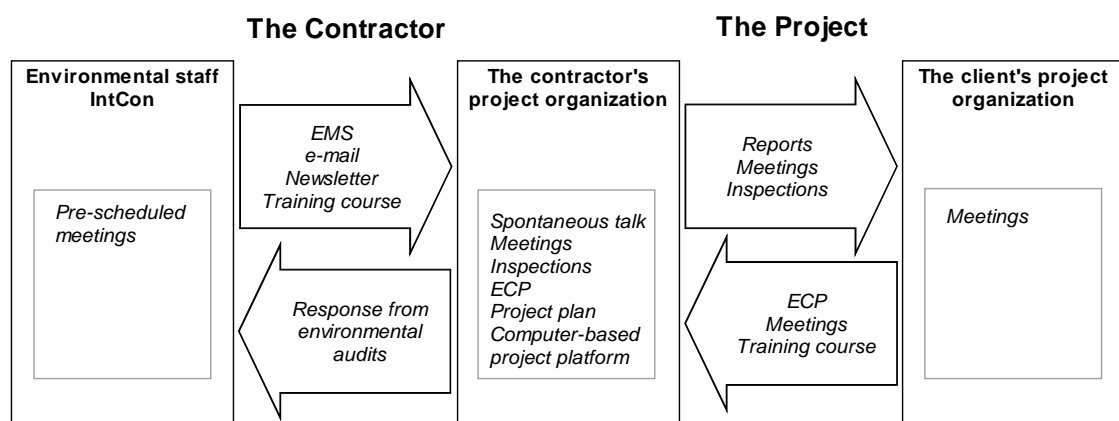 The Contractor
The Project
Environmental staff
IntCon
Pre-scheduled
meetings
EMS
e-mail
Newsletter
Training course
Response from
environmental
audits
The contractor's
project organization
Spontaneous talk
Meetings
Inspections
ECP
Project plan
Computer-based
project platform
Reports
Meetings
Inspections
ECP
Meetings
Training course
The client's project
organization
Meetings